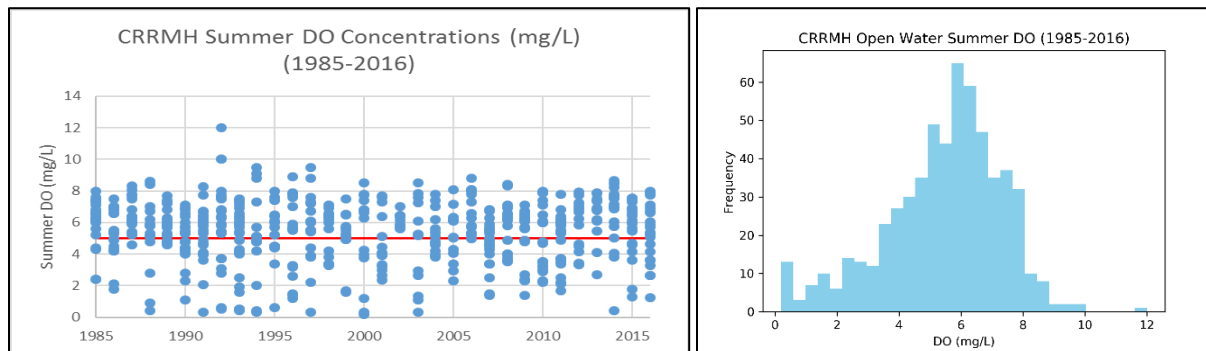 CRRMH Summer DO Concentrations (mg/L)
(1985-2016)
Summer DO (mg/L)
14
12
10
8
6
4
2
0
1985 1990 1995 2000 2005 2010 2015
CRRMH Open Water Summer DO (1985-2016)
Frequency
60
50
40
30
20
10
0
0 2 4 6 8 10 12
DO (mg/L)